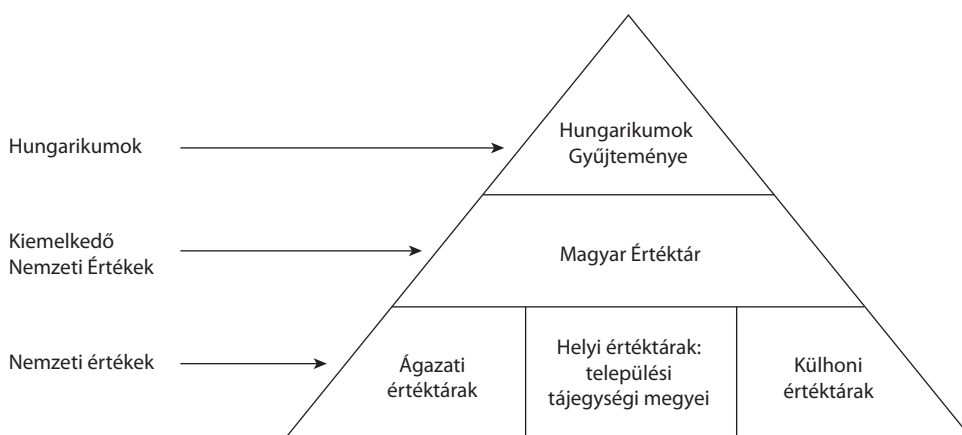 Hungarikumok
Hungarikumok
Gyűjteménye
Kiemelkedő
Nemzeti Értékek
Magyar Értéktár
Nemzeti értékek
Ágazati
értéktárak
Helyi értéktárak:
települési
tájegységi megyei
Külhoni
értéktárak